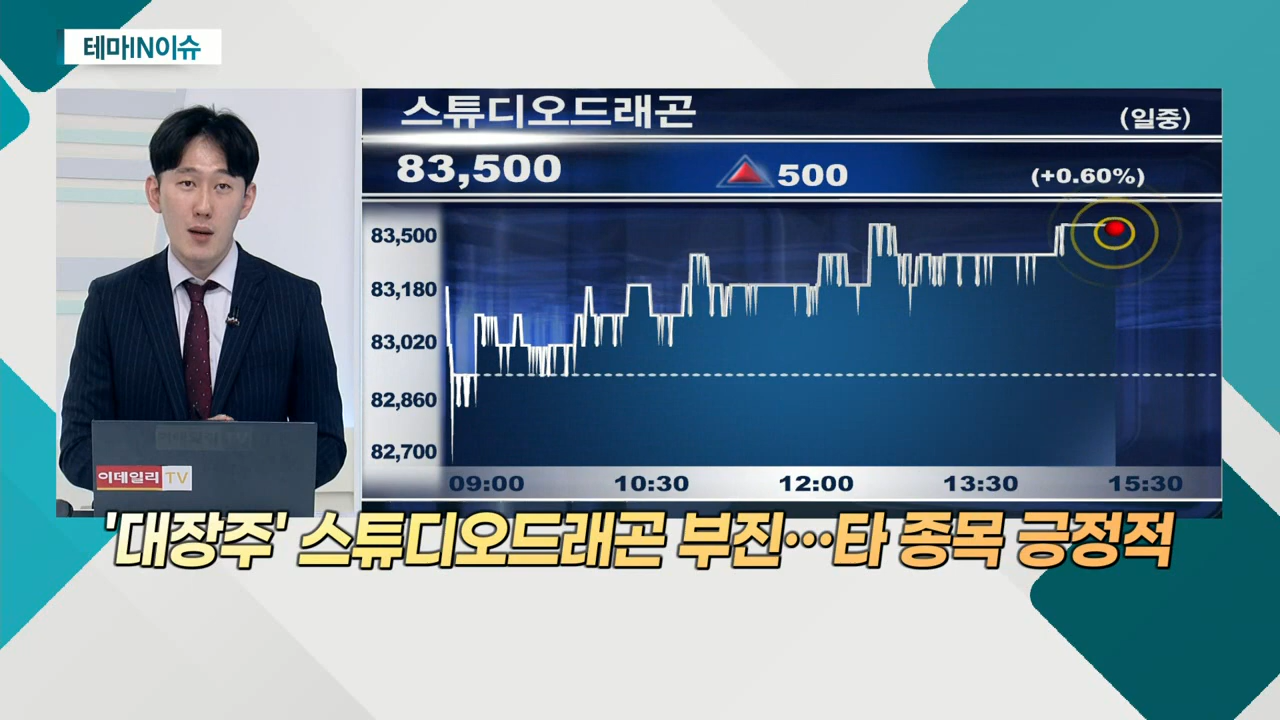 테마IN이슈
스튜디오드래곤 (일중)
83,500 500 (+0.60%)
83,500
83,180
83,020
82,860
82,700
09:00 10:30 12:00 13:30 15:30
이데일리 TV
'대장주' 스튜디오드래곤 부진…타 종목 긍정적